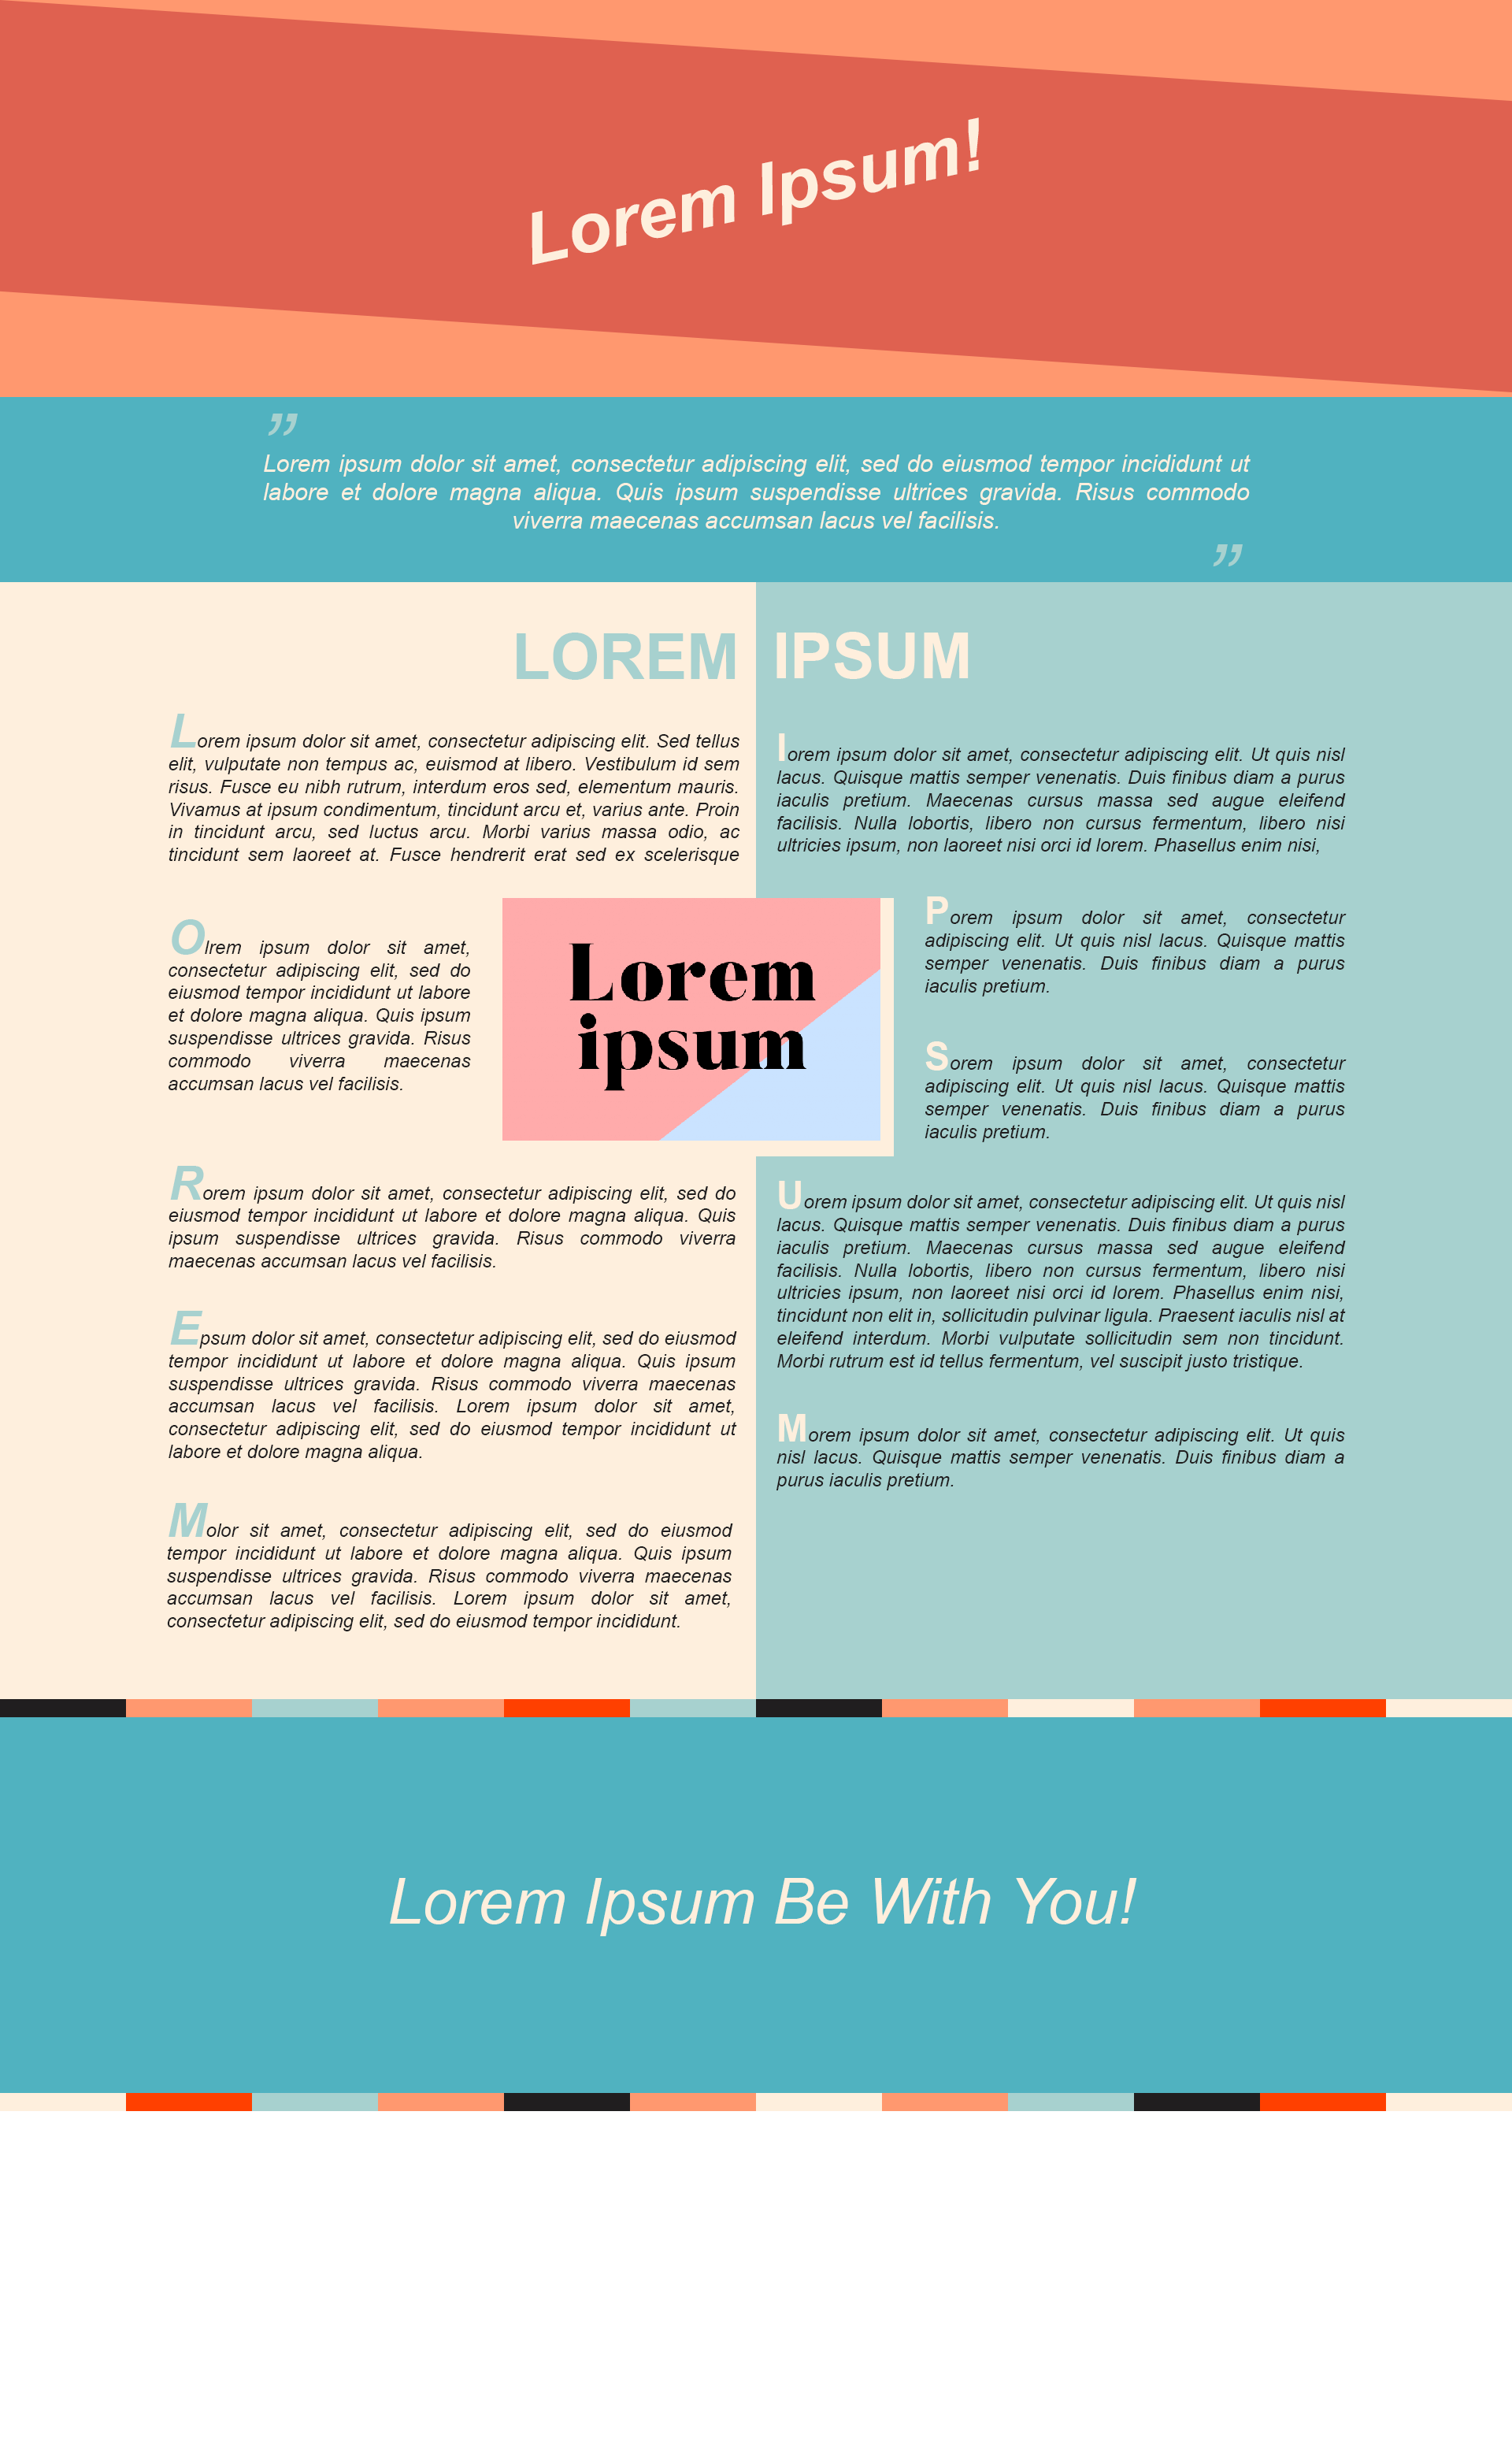 Lorem Ipsum!
”
Lorem ipsum dolor sit amet, consectetur adipiscing elit, sed do eiusmod tempor incididunt ut
labore et dolore magna aliqua. Quis ipsum suspendisse ultrices gravida. Risus commodo
viverra maecenas accumsan lacus vel facilisis.
”
LOREM
Lorem ipsum dolor sit amet, consectetur adipiscing elit. Sed tellus
elit, vulputate non tempus ac, euismod at libero. Vestibulum id sem
risus. Fusce eu nibh rutrum, interdum eros sed, elementum mauris.
Vivamus at ipsum condimentum, tincidunt arcu et, varius ante. Proin
in tincidunt arcu, sed luctus arcu. Morbi varius massa odio, ac
tincidunt sem laoreet at. Fusce hendrerit erat sed ex scelerisque
Olrem ipsum dolor sit amet,
consectetur adipiscing elit, sed do
eiusmod tempor incididunt ut labore
et dolore magna aliqua. Quis ipsum
suspendisse ultrices gravida. Risus
commodo viverra maecenas
accumsan lacus vel facilisis.
Rorem ipsum dolor sit amet, consectetur adipiscing elit, sed do
eiusmod tempor incididunt ut labore et dolore magna aliqua. Quis
ipsum suspendisse ultrices gravida. Risus commodo viverra
maecenas accumsan lacus vel facilisis.
Epsum dolor sit amet, consectetur adipiscing elit, sed do eiusmod
tempor incididunt ut labore et dolore magna aliqua. Quis ipsum
suspendisse ultrices gravida. Risus commodo viverra maecenas
accumsan lacus vel facilisis. Lorem ipsum dolor sit amet,
consectetur adipiscing elit, sed do eiusmod tempor incididunt ut
labore et dolore magna aliqua.
Molor sit amet, consectetur adipiscing elit, sed do eiusmod
tempor incididunt ut labore et dolore magna aliqua. Quis ipsum
suspendisse ultrices gravida. Risus commodo viverra maecenas
accumsan lacus vel facilisis. Lorem ipsum dolor sit amet,
consectetur adipiscing elit, sed do eiusmod tempor incididunt.
Lorem
ipsum
IPSUM
Iorem ipsum dolor sit amet, consectetur adipiscing elit. Ut quis nisl
lacus. Quisque mattis semper venenatis. Duis finibus diam a purus
iaculis pretium. Maecenas cursus massa sed augue eleifend
facilisis. Nulla lobortis, libero non cursus fermentum, libero nisi
ultricies ipsum, non laoreet nisi orci id lorem. Phasellus enim nisi,
Porem ipsum dolor sit amet, consectetur
adipiscing elit. Ut quis nisl lacus. Quisque mattis
semper venenatis. Duis finibus diam a purus
iaculis pretium.
Sorem ipsum dolor sit amet, consectetur
adipiscing elit. Ut quis nisl lacus. Quisque mattis
semper venenatis. Duis finibus diam a purus
iaculis pretium.
Uorem ipsum dolor sit amet, consectetur adipiscing elit. Ut quis nisl
lacus. Quisque mattis semper venenatis. Duis finibus diam a purus
iaculis pretium. Maecenas cursus massa sed augue eleifend
facilisis. Nulla lobortis, libero non cursus fermentum, libero nisi
ultricies ipsum, non laoreet nisi orci id lorem. Phasellus enim nisi,
tincidunt non elit in, sollicitudin pulvinar ligula. Praesent iaculis nisl at
eleifend interdum. Morbi vulputate sollicitudin sem non tincidunt.
Morbi rutrum est id tellus fermentum, vel suscipit justo tristique.
Morem ipsum dolor sit amet, consectetur adipiscing elit. Ut quis
nisl lacus. Quisque mattis semper venenatis. Duis finibus diam a
purus iaculis pretium.
Lorem Ipsum Be With You!